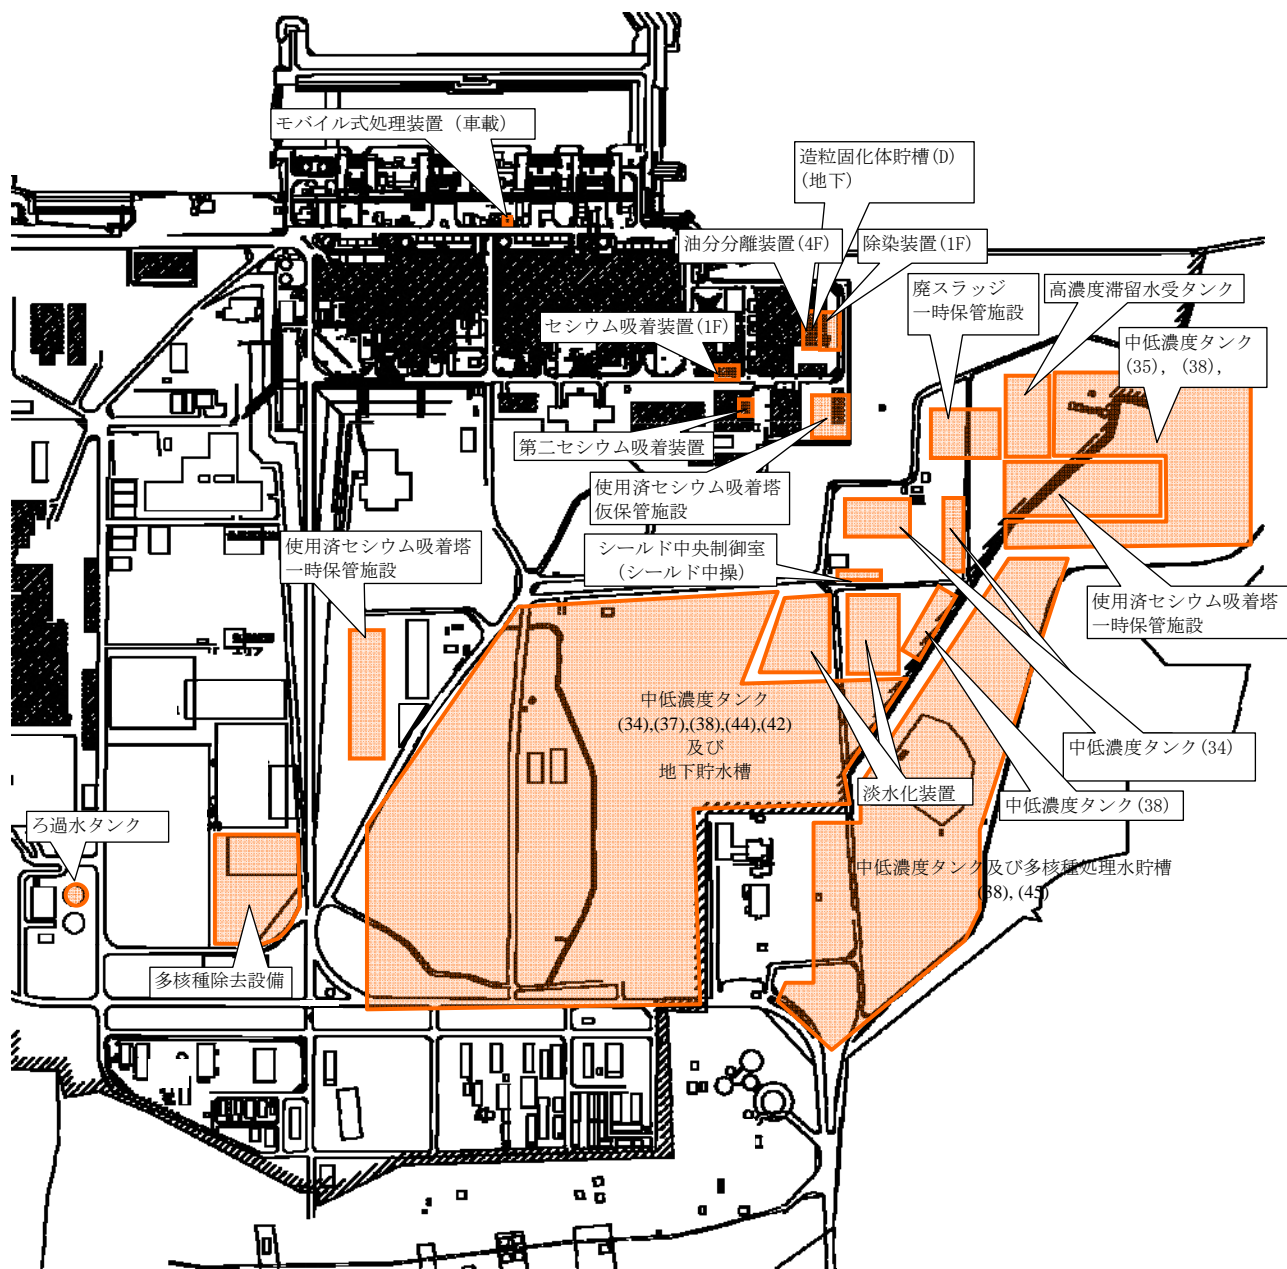 モバイル式処理装置（車載）
造粒固化体貯槽(D)
(地下)
油分分離装置(4F)
除染装置(1F)
廃スラッジ
一時保管施設
高濃度滞留水受タンク
中低濃度タンク
(35), (38),
セシウム吸着装置(1F)
第二セシウム吸着装置
使用済セシウム吸着塔
仮保管施設
使用済セシウム吸着塔
一時保管施設
シールド中央制御室
（シールド中操）
使用済セシウム吸着塔
一時保管施設
エリア
中低濃度タンク
(34),(37),(38),(44),(42)
及び
地下貯水槽
中低濃度タンク(34)
淡水化装置
中低濃度タンク(38)
ろ過水タンク
中低濃度タンク及び多核種処理水貯槽
(38), (45)
多核種除去設備